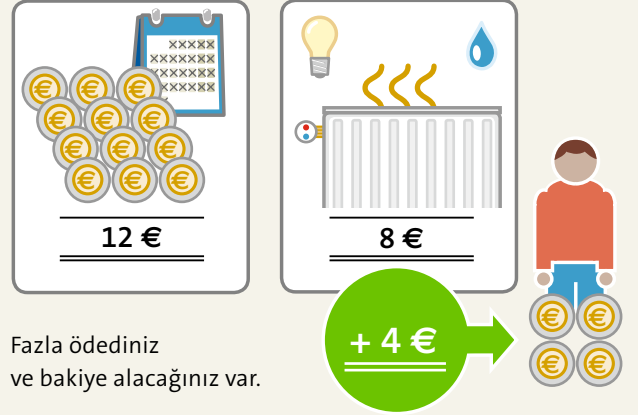 12 €
8 €
+ 4 €
Fazla ödediniz
ve bakiye alacağınız var.